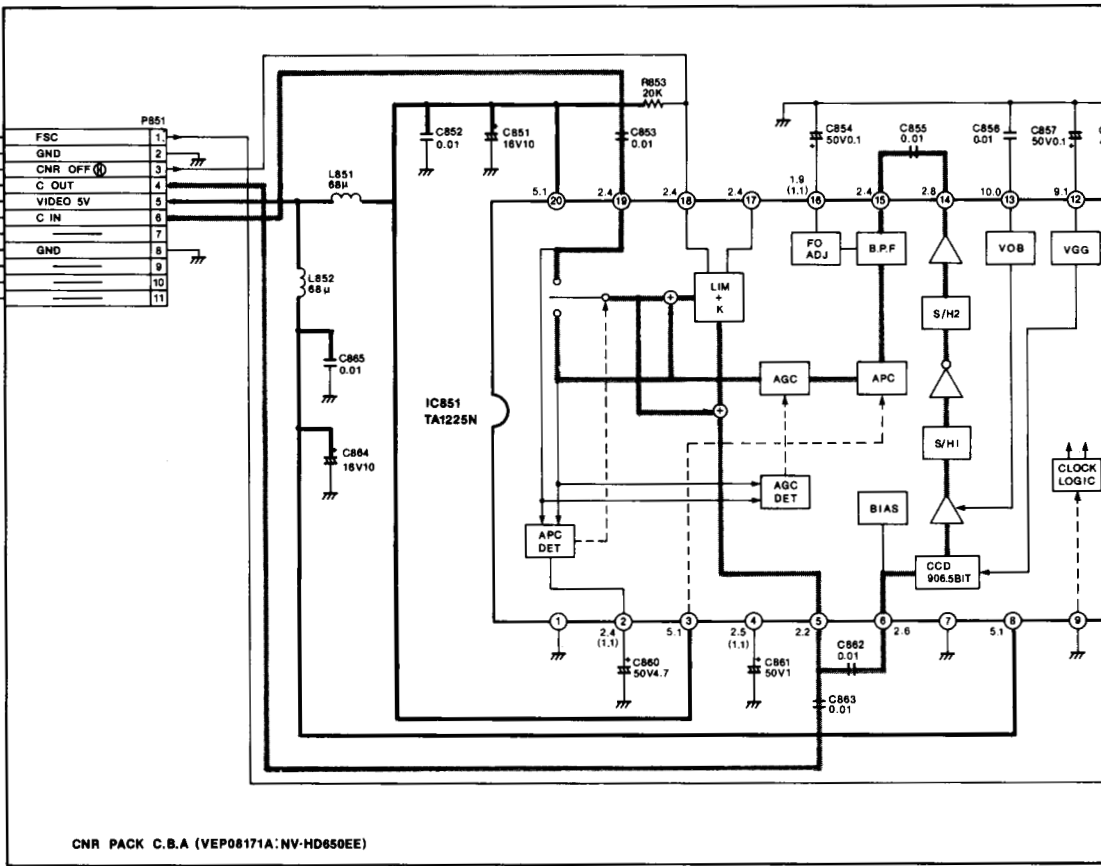 P851
FSC 1
GND 2
CNR OFF Ⓗ 3
C OUT 4
VIDEO 5V 5
C IN 6
7
GND 8
9
10
11
L851
68μ
L852
68μ
C865
0.01
C864
16V10
C852
0.01
C851
16V10
C853
0.01
R853
20K
C854
50V0.1
C855
0.01
C856
0.01
C857
50V0.1
5.1
2.4
2.4
2.4
1.9
(1.1)
2.4
2.8
10.0
9.1
20
19
18
17
16
15
14
13
12
FO
ADJ
B.P.F
VOB
VGG
LIM
+
K
S/H2
AGC
APC
IC851
TA1225N
S/H1
CLOCK
LOGIC
AGC
DET
BIAS
APC
DET
CCD
906.5BIT
1
2
3
4
5
6
7
8
9
2.4
(1.1)
5.1
2.5
(1.1)
2.2
2.6
5.1
C860
50V4.7
C861
50V1
C862
0.01
C863
0.01
CNR PACK C.B.A (VEP08171A:NV-HD650EE)